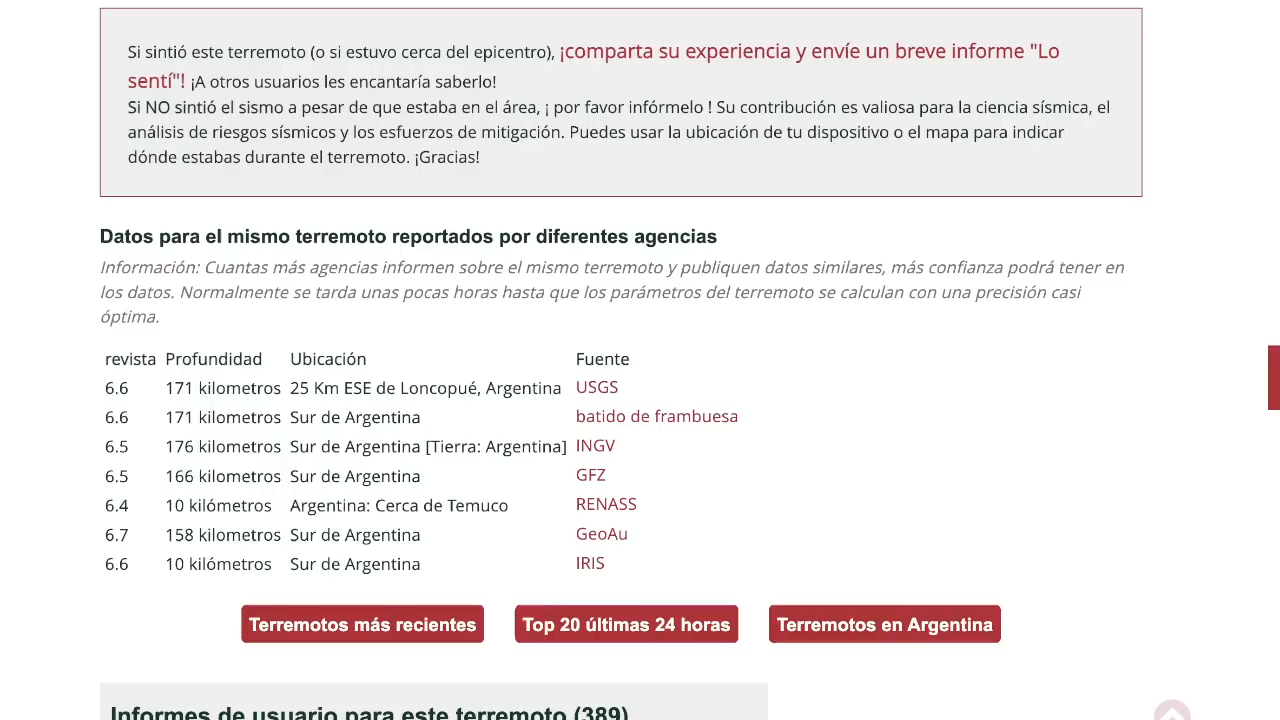 Si sintió este terremoto (o si estuvo cerca del epicentro), ¡comparta su experiencia y envíe un breve informe "Lo
sentí"! ¡A otros usuarios les encantaría saberlo!
Si NO sintió el sismo a pesar de que estaba en el área, ¡ por favor infórmelo ! Su contribución es valiosa para la ciencia sísmica, el
análisis de riesgos sísmicos y los esfuerzos de mitigación. Puedes usar la ubicación de tu dispositivo o el mapa para indicar
dónde estabas durante el terremoto. ¡Gracias!
Datos para el mismo terremoto reportados por diferentes agencias
Información: Cuantas más agencias informen sobre el mismo terremoto y publiquen datos similares, más confianza podrá tener en
los datos. Normalmente se tarda unas pocas horas hasta que los parámetros del terremoto se calculan con una precisión casi
óptima.
revista Profundidad Ubicación Fuente
6.6 171 kilometros 25 Km ESE de Loncopué, Argentina USGS
6.6 171 kilometros Sur de Argentina batido de frambuesa
6.5 176 kilometros Sur de Argentina [Tierra: Argentina] INGV
6.5 166 kilometros Sur de Argentina GFZ
6.4 10 kilómetros Argentina: Cerca de Temuco RENASS
6.7 158 kilometros Sur de Argentina GeoAu
6.6 10 kilómetros Sur de Argentina IRIS
Terremotos más recientes Top 20 últimas 24 horas Terremotos en Argentina
Informes de usuario para este terremoto (389)